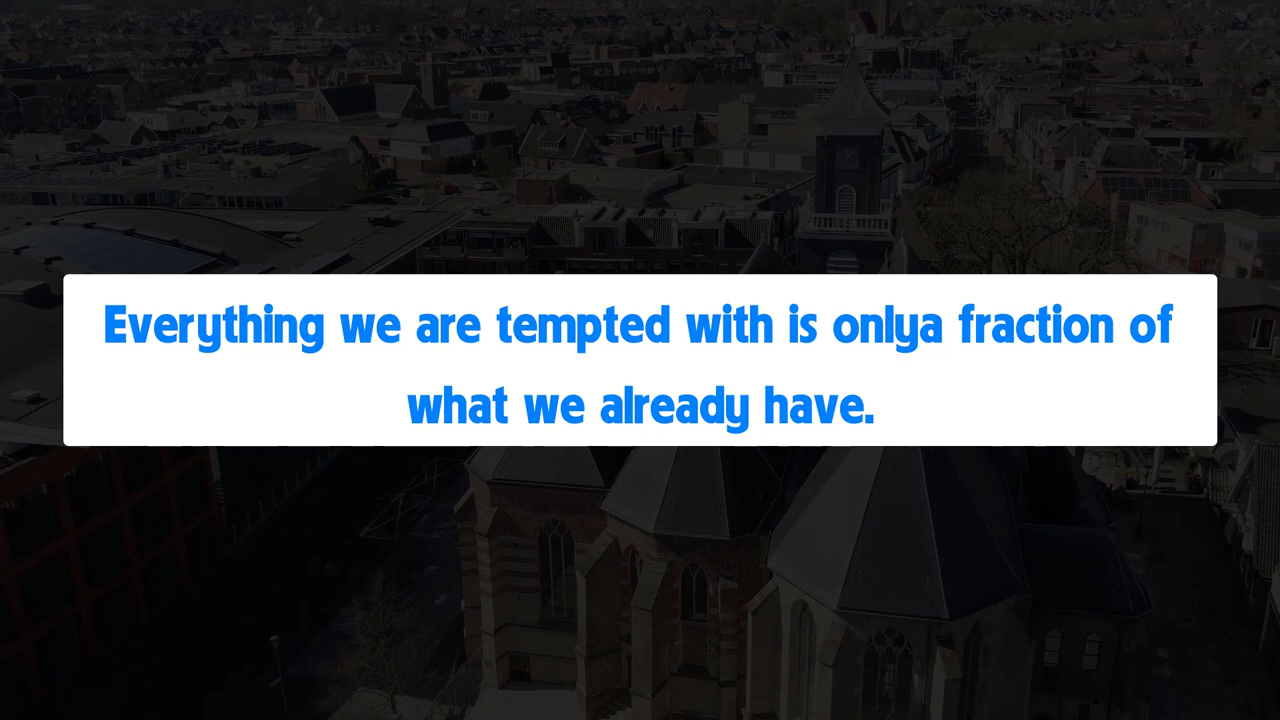 Everything we are tempted with is onlya fraction of
what we already have.